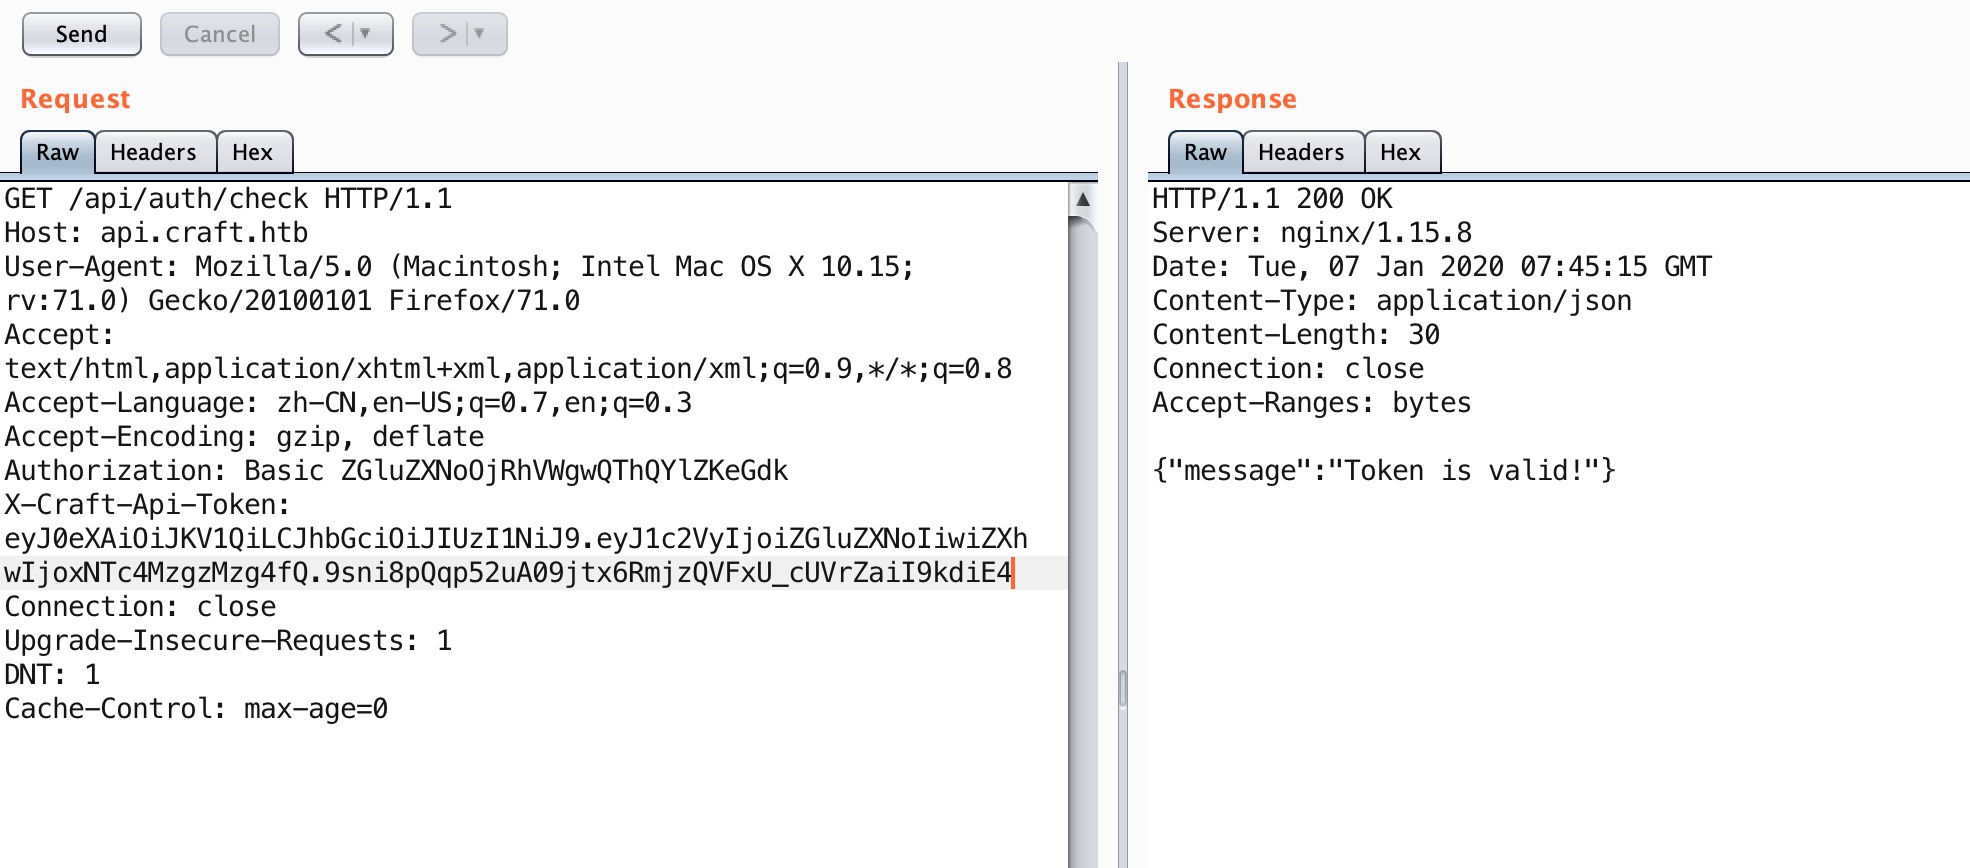 Send
Cancel
<
>
Request
Response
Raw
Headers
Hex
Raw
Headers
Hex
GET /api/auth/check HTTP/1.1
Host: api.craft.htb
User-Agent: Mozilla/5.0 (Macintosh; Intel Mac OS X 10.15;
rv:71.0) Gecko/20100101 Firefox/71.0
Accept:
text/html,application/xhtml+xml,application/xml;q=0.9,*/*;q=0.8
Accept-Language: zh-CN,en-US;q=0.7,en;q=0.3
Accept-Encoding: gzip, deflate
Authorization: Basic ZGluZXNoOjRhVWgwQThQYlZKeGdk
X-Craft-Api-Token:
eyJ0eXAiOiJKV1QiLCJhbGciOiJIUzI1NiJ9.eyJ1c2VyIjoiZGluZXNoIiwiZXh
wIjoxNTc4MzgzMzg4fQ.9sni8pQqp52uA09jtx6RmjzQVFxU_cUVrZaiI9kdiE4
Connection: close
Upgrade-Insecure-Requests: 1
DNT: 1
Cache-Control: max-age=0
HTTP/1.1 200 OK
Server: nginx/1.15.8
Date: Tue, 07 Jan 2020 07:45:15 GMT
Content-Type: application/json
Content-Length: 30
Connection: close
Accept-Ranges: bytes
{"message":"Token is valid!"}